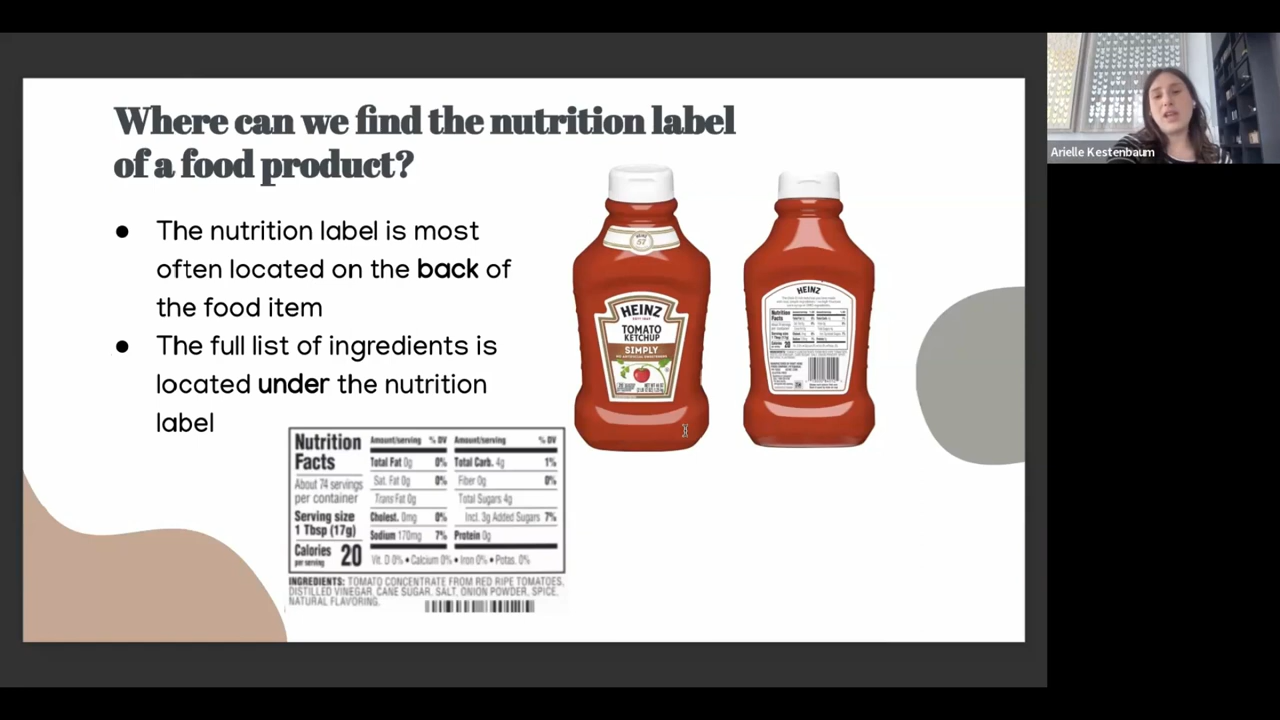 Where can we find the nutrition label
of a food product?
● The nutrition label is most
often located on the back of
the food item
● The full list of ingredients is
located under the nutrition
label
HEINZ
57
HEINZ
TOMATO
KETCHUP
SIMPLY
NO ARTIFICIAL SWEETENERS
HEINZ
Nutrition
Facts
Nutrition
Facts
About 74 servings
per container
Serving size
1 Tbsp (17g)
Calories
per serving
20
Amount/serving % DV
Total Fat 0g 0%
Sat. Fat 0g 0%
Trans Fat 0g
Cholest. 0mg 0%
Sodium 170mg 7%
Amount/serving % DV
Total Carb. 4g 1%
Fiber 0g 0%
Total Sugars 4g
Incl. 3g Added Sugars 7%
Protein 0g
Vit. D 0% • Calcium 0% • Iron 0% • Potas. 0%
INGREDIENTS: TOMATO CONCENTRATE FROM RED RIPE TOMATOES,
DISTILLED VINEGAR, CANE SUGAR, SALT, ONION POWDER, SPICE,
NATURAL FLAVORING.
Arielle Kestenbaum